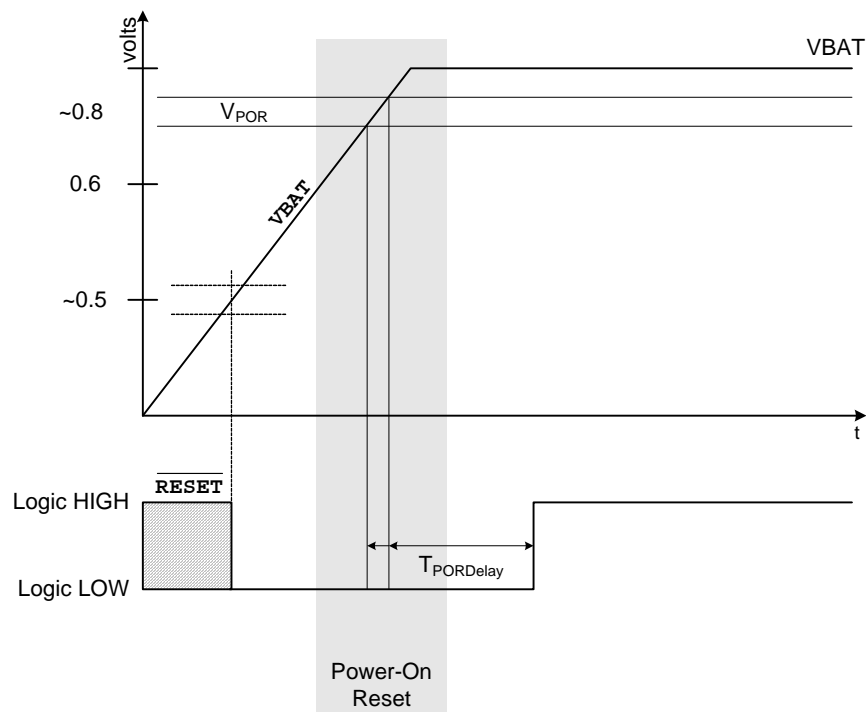 volts
VBAT
~0.8
VPOR
0.6
VBAT
~0.5
t
RESET
Logic HIGH
TPORDelay
Logic LOW
Power-On
Reset